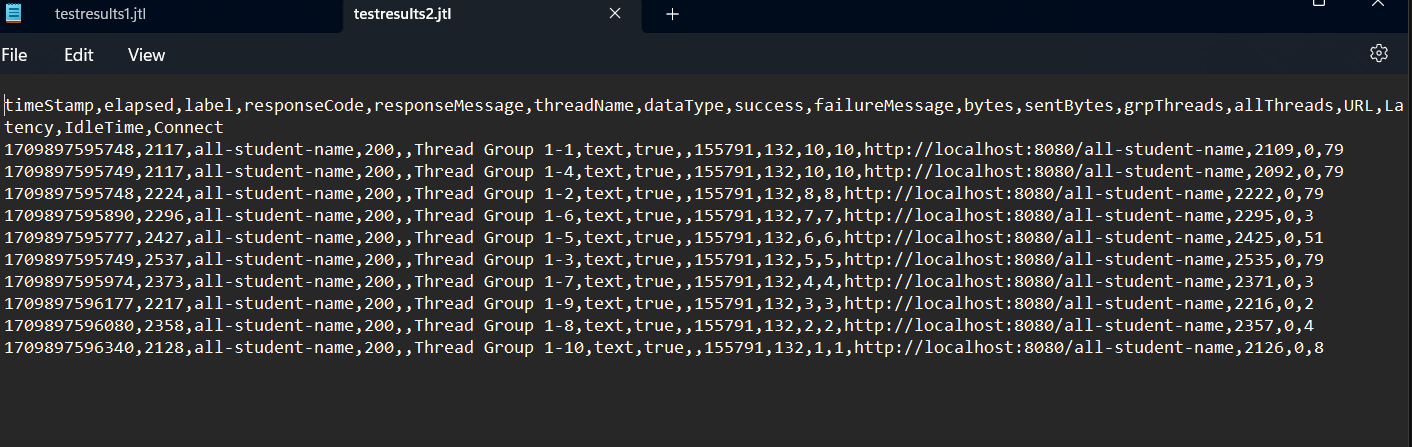 testresults1.jtl
testresults2.jtl
File Edit View
timeStamp,elapsed,label,responseCode,responseMessage,threadName,dataType,success,failureMessage,bytes,sentBytes,grpThreads,allThreads,URL,La
tency,IdleTime,Connect
1709897595748,2117,all-student-name,200,,Thread Group 1-1,text,true,,155791,132,10,10,http://localhost:8080/all-student-name,2109,0,79
1709897595749,2117,all-student-name,200,,Thread Group 1-4,text,true,,155791,132,10,10,http://localhost:8080/all-student-name,2092,0,79
1709897595748,2224,all-student-name,200,,Thread Group 1-2,text,true,,155791,132,8,8,http://localhost:8080/all-student-name,2222,0,79
1709897595890,2296,all-student-name,200,,Thread Group 1-6,text,true,,155791,132,7,7,http://localhost:8080/all-student-name,2295,0,3
1709897595777,2427,all-student-name,200,,Thread Group 1-5,text,true,,155791,132,6,6,http://localhost:8080/all-student-name,2425,0,51
1709897595749,2537,all-student-name,200,,Thread Group 1-3,text,true,,155791,132,5,5,http://localhost:8080/all-student-name,2535,0,79
1709897595974,2373,all-student-name,200,,Thread Group 1-7,text,true,,155791,132,4,4,http://localhost:8080/all-student-name,2371,0,3
1709897596177,2217,all-student-name,200,,Thread Group 1-9,text,true,,155791,132,3,3,http://localhost:8080/all-student-name,2216,0,2
1709897596080,2358,all-student-name,200,,Thread Group 1-8,text,true,,155791,132,2,2,http://localhost:8080/all-student-name,2357,0,4
1709897596340,2128,all-student-name,200,,Thread Group 1-10,text,true,,155791,132,1,1,http://localhost:8080/all-student-name,2126,0,8